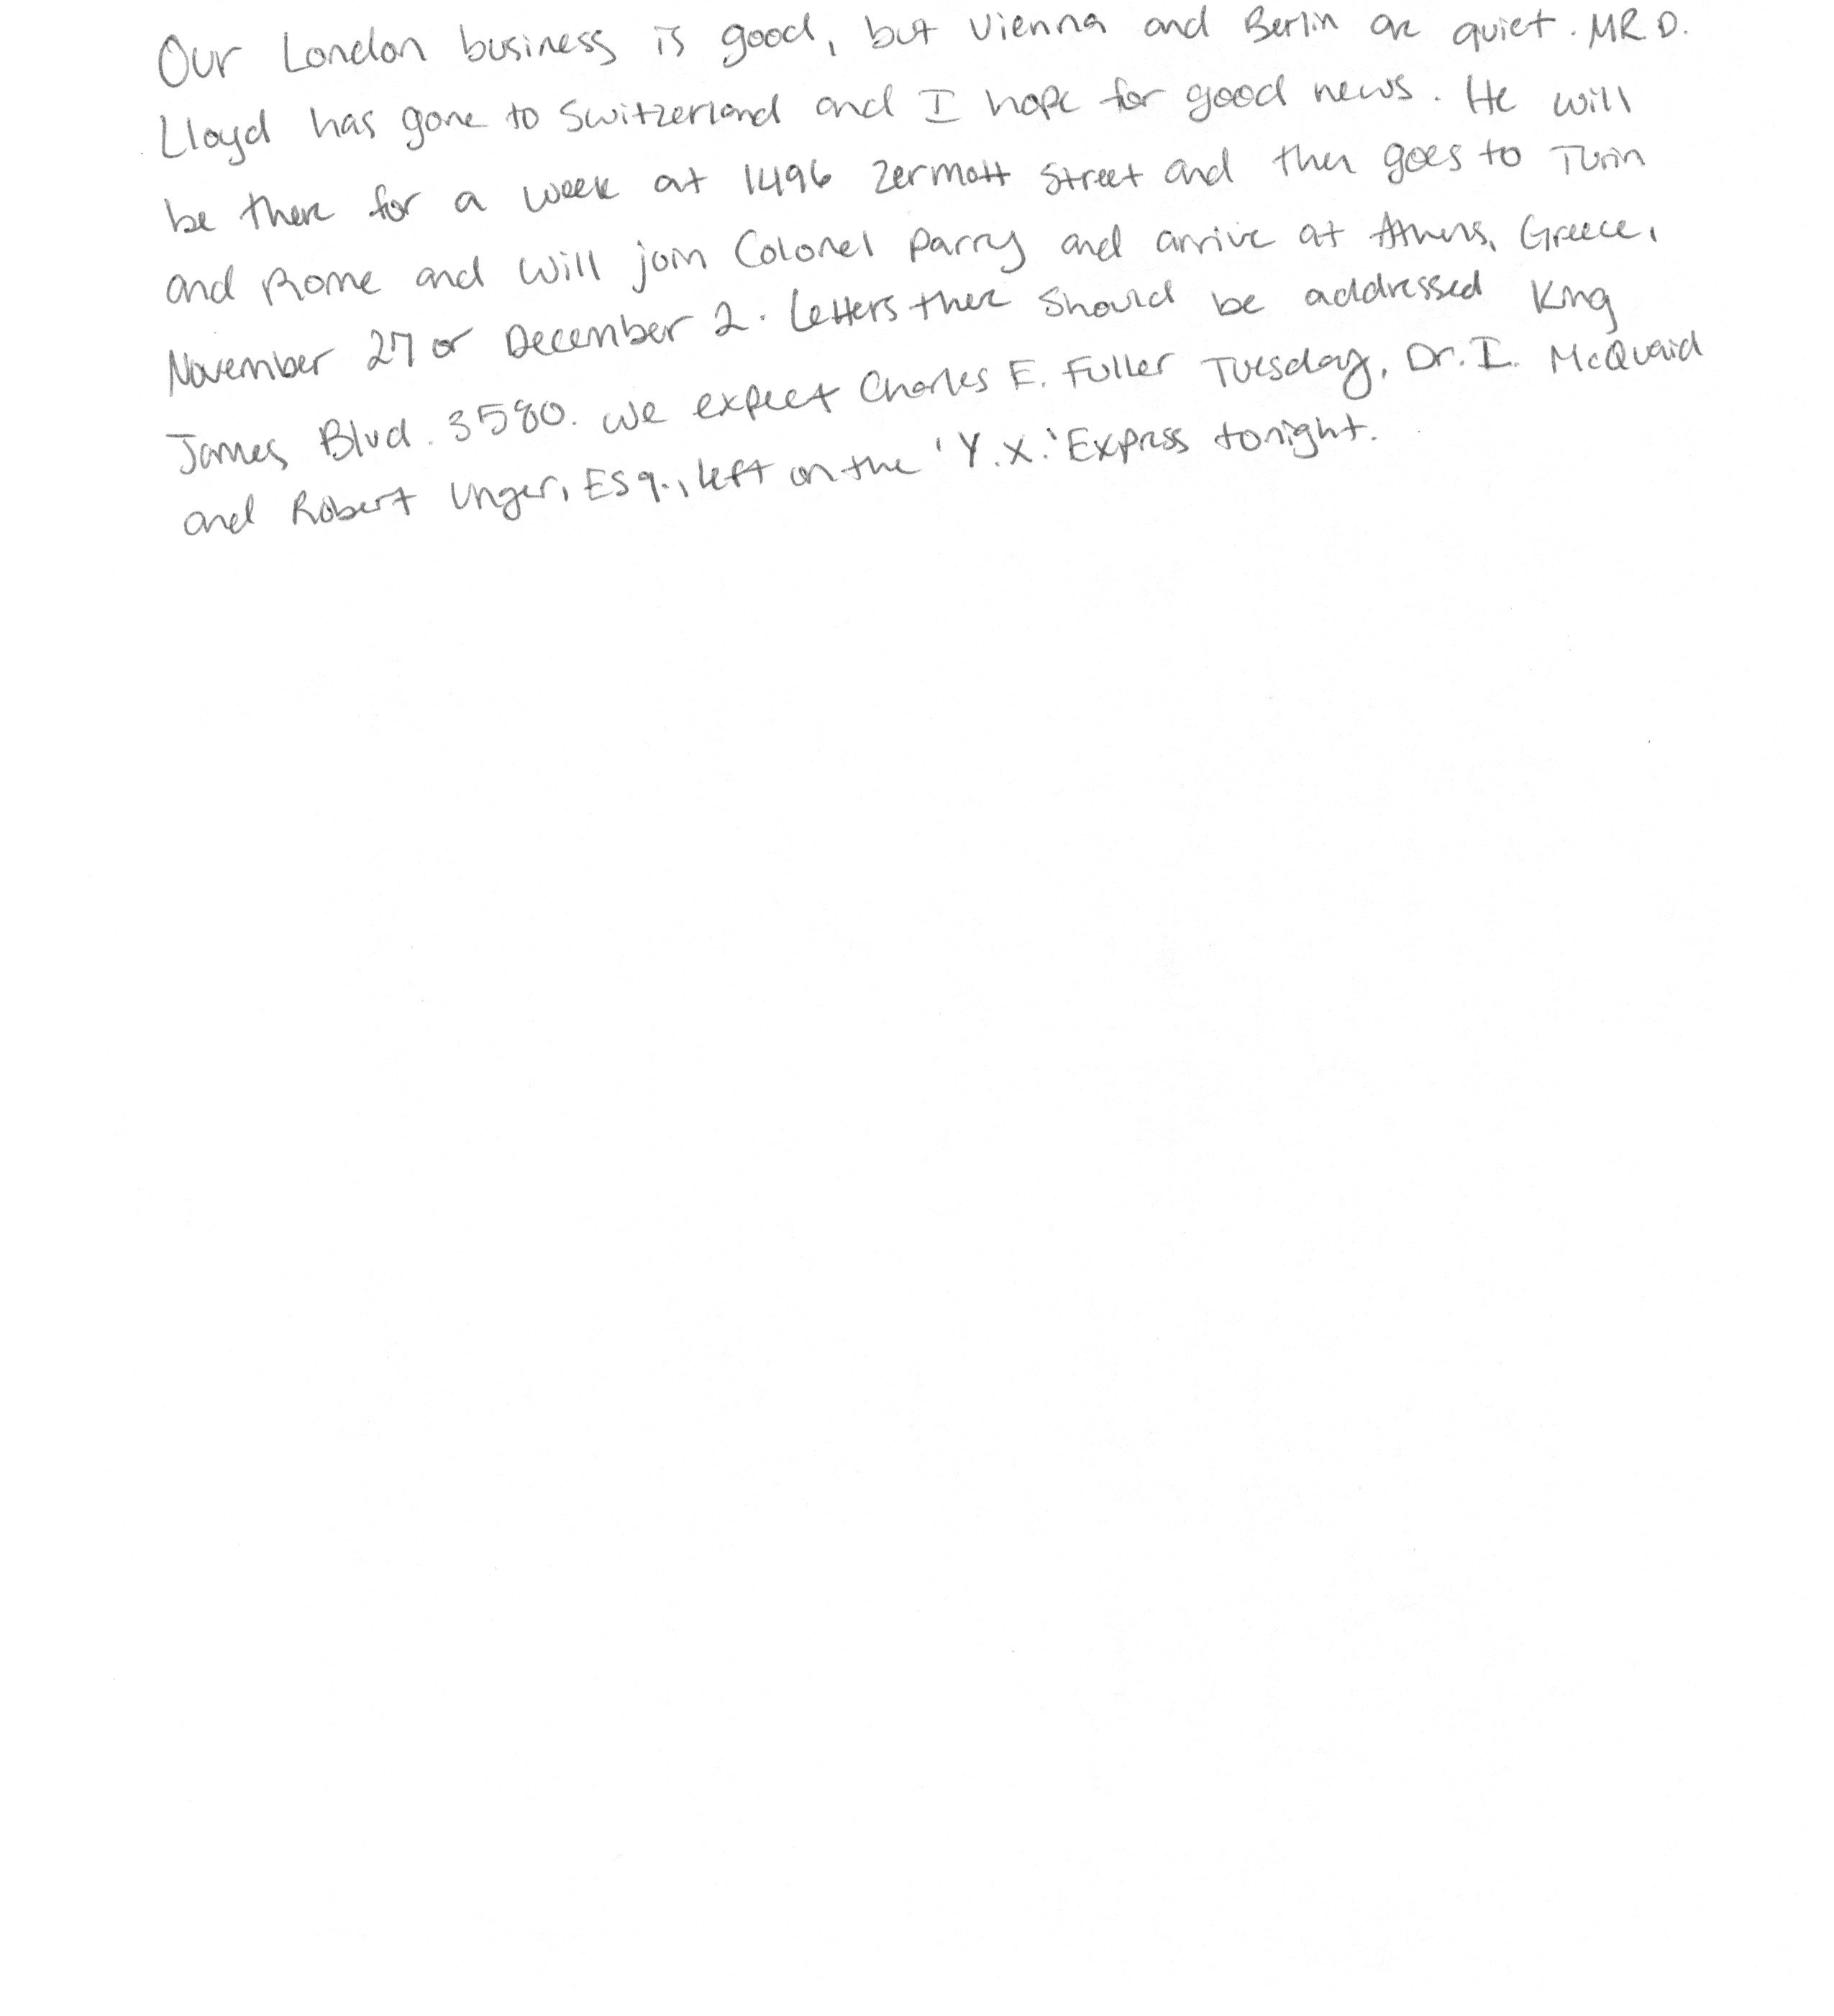 Our London business is good, but Vienna and Berlin are quiet. MR. D.
Lloyd has gone to Switzerland and I hope for good news. He will
be there for a week at 1496 Zermott Street and then goes to Turin
and Rome and will join Colonel Parry and arrive at Athens, Greece,
November 27 or December 2. Letters there should be addressed King
James Blvd. 3580. We expect Charles E. Fuller Tuesday, Dr. L. McQuaid
and Robert Unger, Esq., left on the 'Y.X.' Express tonight.